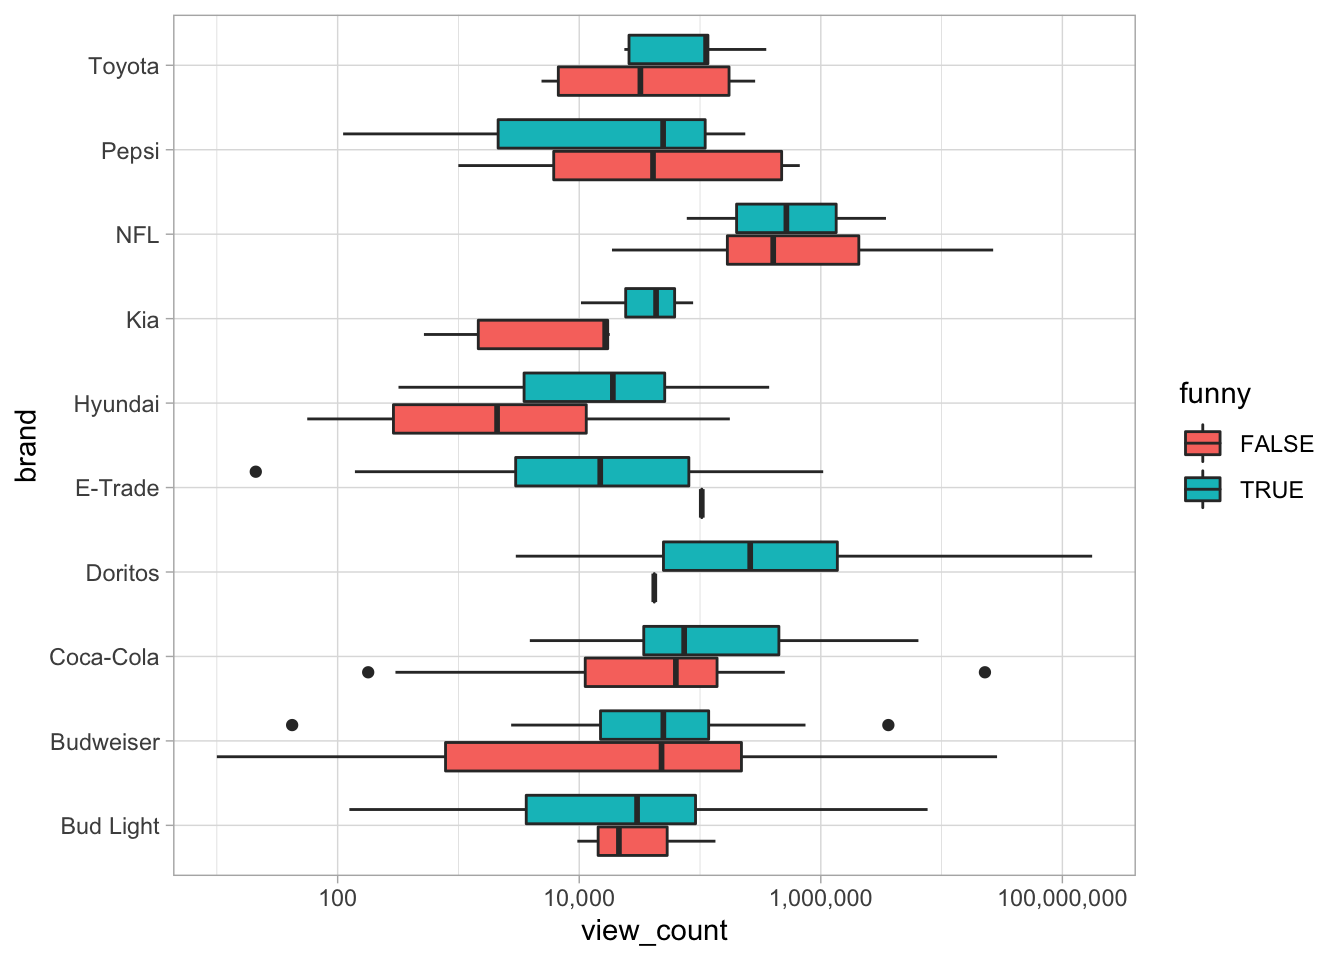 Toyota
Pepsi
NFL
Kia
Hyundai
E-Trade
Doritos
Coca-Cola
Budweiser
Bud Light
brand
100
10,000
1,000,000
100,000,000
view_count
funny
FALSE
TRUE